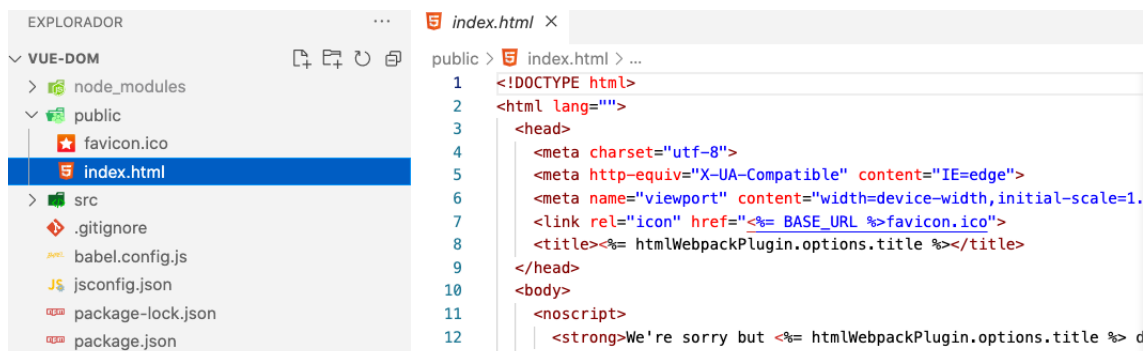 EXPLORADOR ...
VUE-DOM
node_modules
public
favicon.ico
index.html
src
.gitignore
babel.config.js
JS jsconfig.json
package-lock.json
package.json
index.html
public > index.html > ...
1 <!DOCTYPE html>
2 <html lang="">
3 <head>
4 <meta charset="utf-8">
5 <meta http-equiv="X-UA-Compatible" content="IE=edge">
6 <meta name="viewport" content="width=device-width,initial-scale=1.
7 <link rel="icon" href="<%= BASE_URL %>favicon.ico">
8 <title><%= htmlWebpackPlugin.options.title %></title>
9 </head>
10 <body>
11 <noscript>
12 <strong>We're sorry but <%= htmlWebpackPlugin.options.title %> d